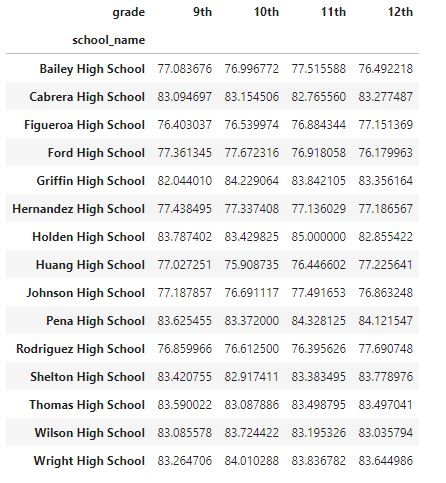 grade 9th 10th 11th 12th
school_name
Bailey High School 77.083676 76.996772 77.515588 76.492218
Cabrera High School 83.094697 83.154506 82.765560 83.277487
Figueroa High School 76.403037 76.539974 76.884344 77.151369
Ford High School 77.361345 77.672316 76.918058 76.179963
Griffin High School 82.044010 84.229064 83.842105 83.356164
Hernandez High School 77.438495 77.337408 77.136029 77.186567
Holden High School 83.787402 83.429825 85.000000 82.855422
Huang High School 77.027251 75.908735 76.446602 77.225641
Johnson High School 77.187857 76.691117 77.491653 76.863248
Pena High School 83.625455 83.372000 84.328125 84.121547
Rodriguez High School 76.859966 76.612500 76.395626 77.690748
Shelton High School 83.420755 82.917411 83.383495 83.778976
Thomas High School 83.590022 83.087886 83.498795 83.497041
Wilson High School 83.085578 83.724422 83.195326 83.035794
Wright High School 83.264706 84.010288 83.836782 83.644986